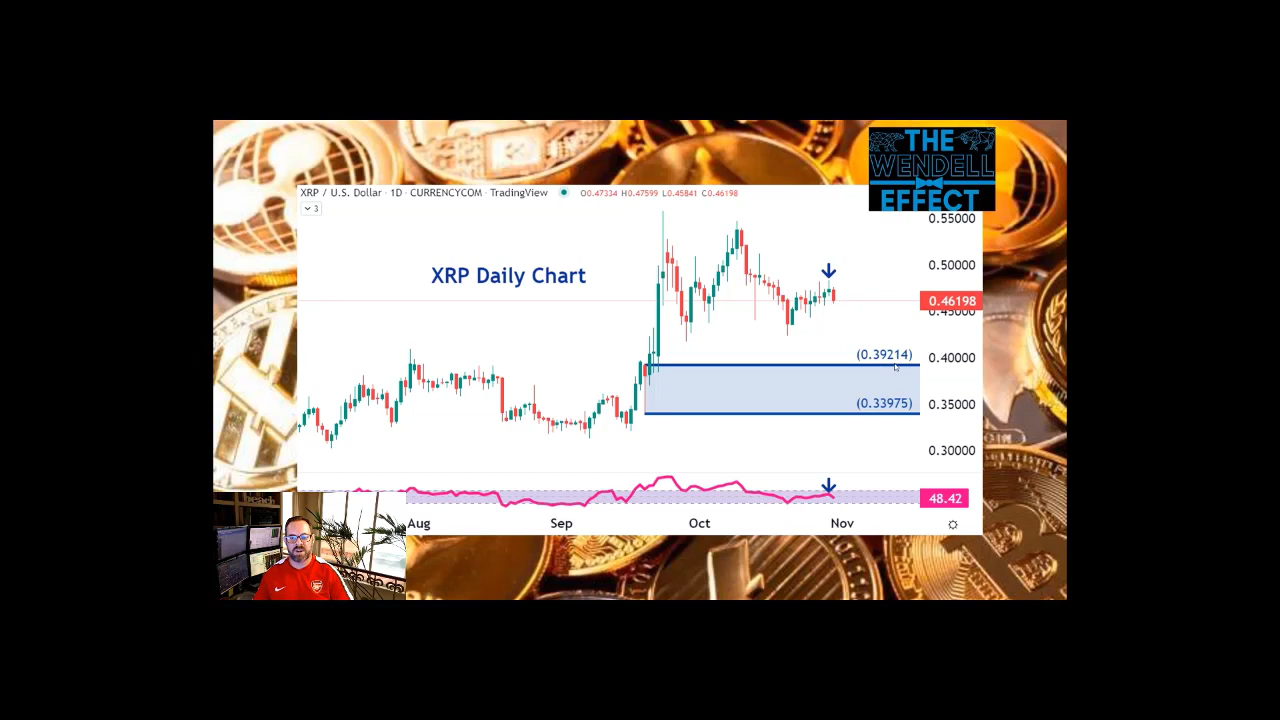 THE
WENDELL
EFFECT
XRP / U.S. Dollar · 1D · CURRENCYCOM · TradingView O0.47334 H0.47599 L0.45841 C0.46198
3
XRP Daily Chart
0.55000
0.50000
0.46198
0.45000
(0.39214)
0.40000
(0.33975)
0.35000
0.30000
48.42
Aug Sep Oct Nov